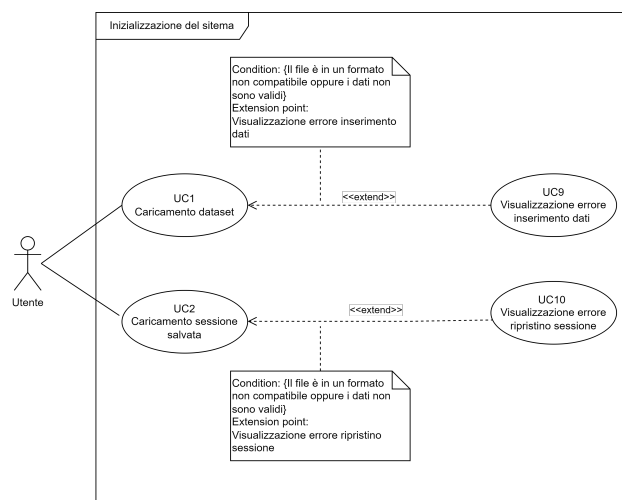 Inizializzazione del sitema
Condition: {Il file è in un formato
non compatibile oppure i dati non
sono validi}
Extension point:
Visualizzazione errore inserimento
dati
UC1
Caricamento dataset
<<extend>>
UC9
Visualizzazione errore
inserimento dati
Utente
UC2
Caricamento sessione
salvata
<<extend>>
UC10
Visualizzazione errore
ripristino sessione
Condition: {Il file è in un formato
non compatibile oppure i dati non
sono validi}
Extension point:
Visualizzazione errore ripristino
sessione